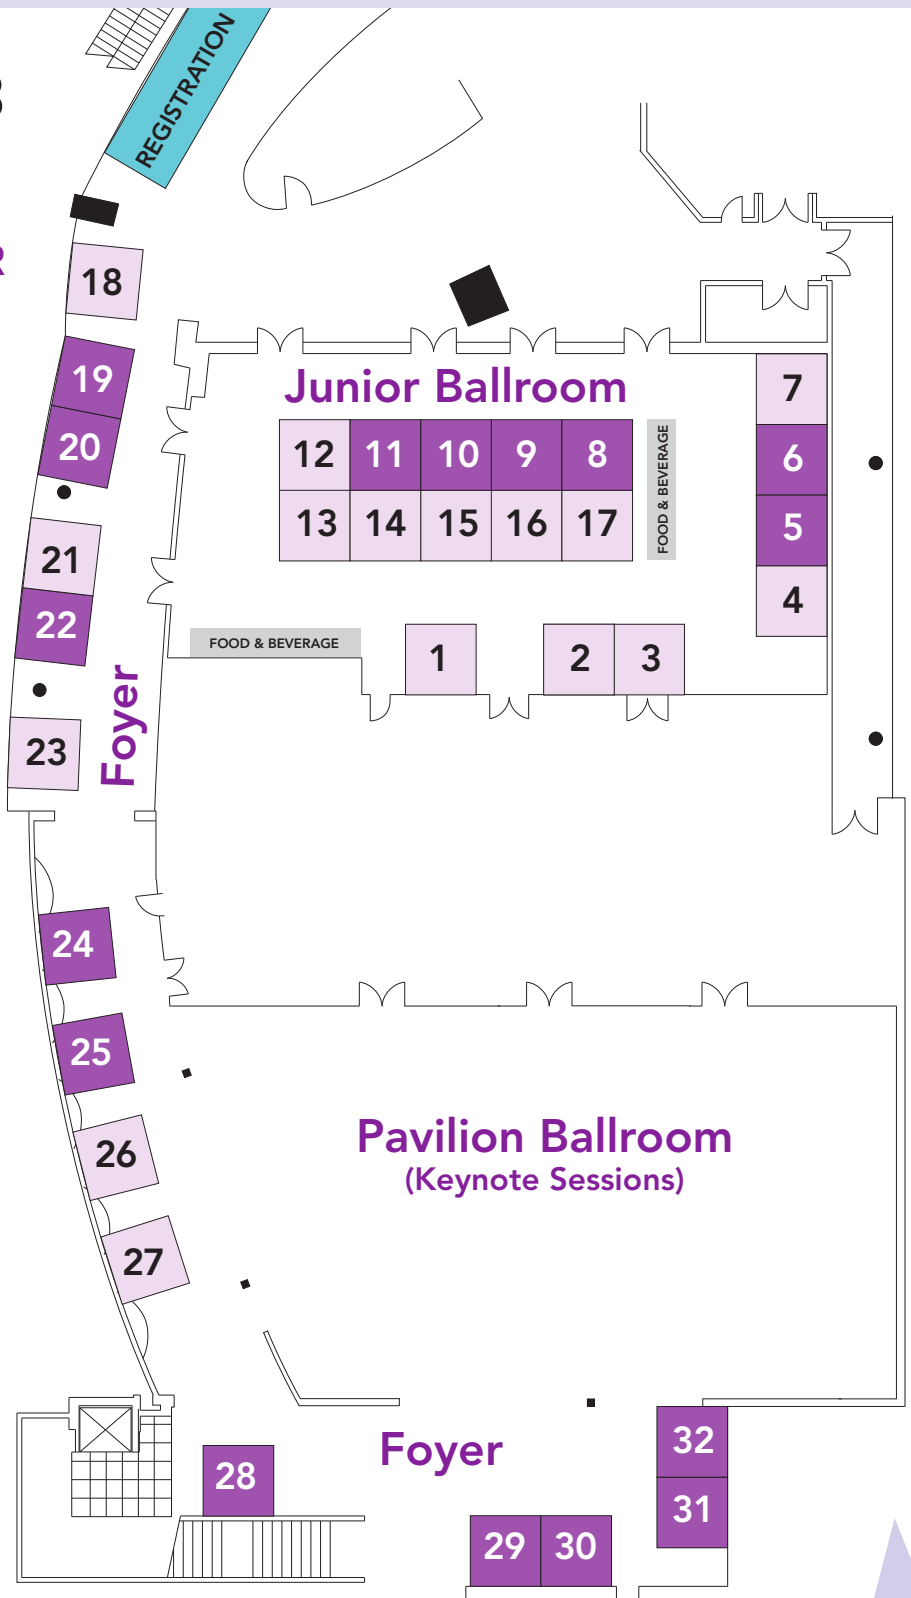 REGISTRATION
18
19
20
21
22
23
Foyer
Junior Ballroom
12 11 10 9 8
13 14 15 16 17
FOOD & BEVERAGE
7
6
5
4
FOOD & BEVERAGE
1 2 3
24
25
26
27
Pavilion Ballroom
(Keynote Sessions)
Foyer
28
29 30
32
31